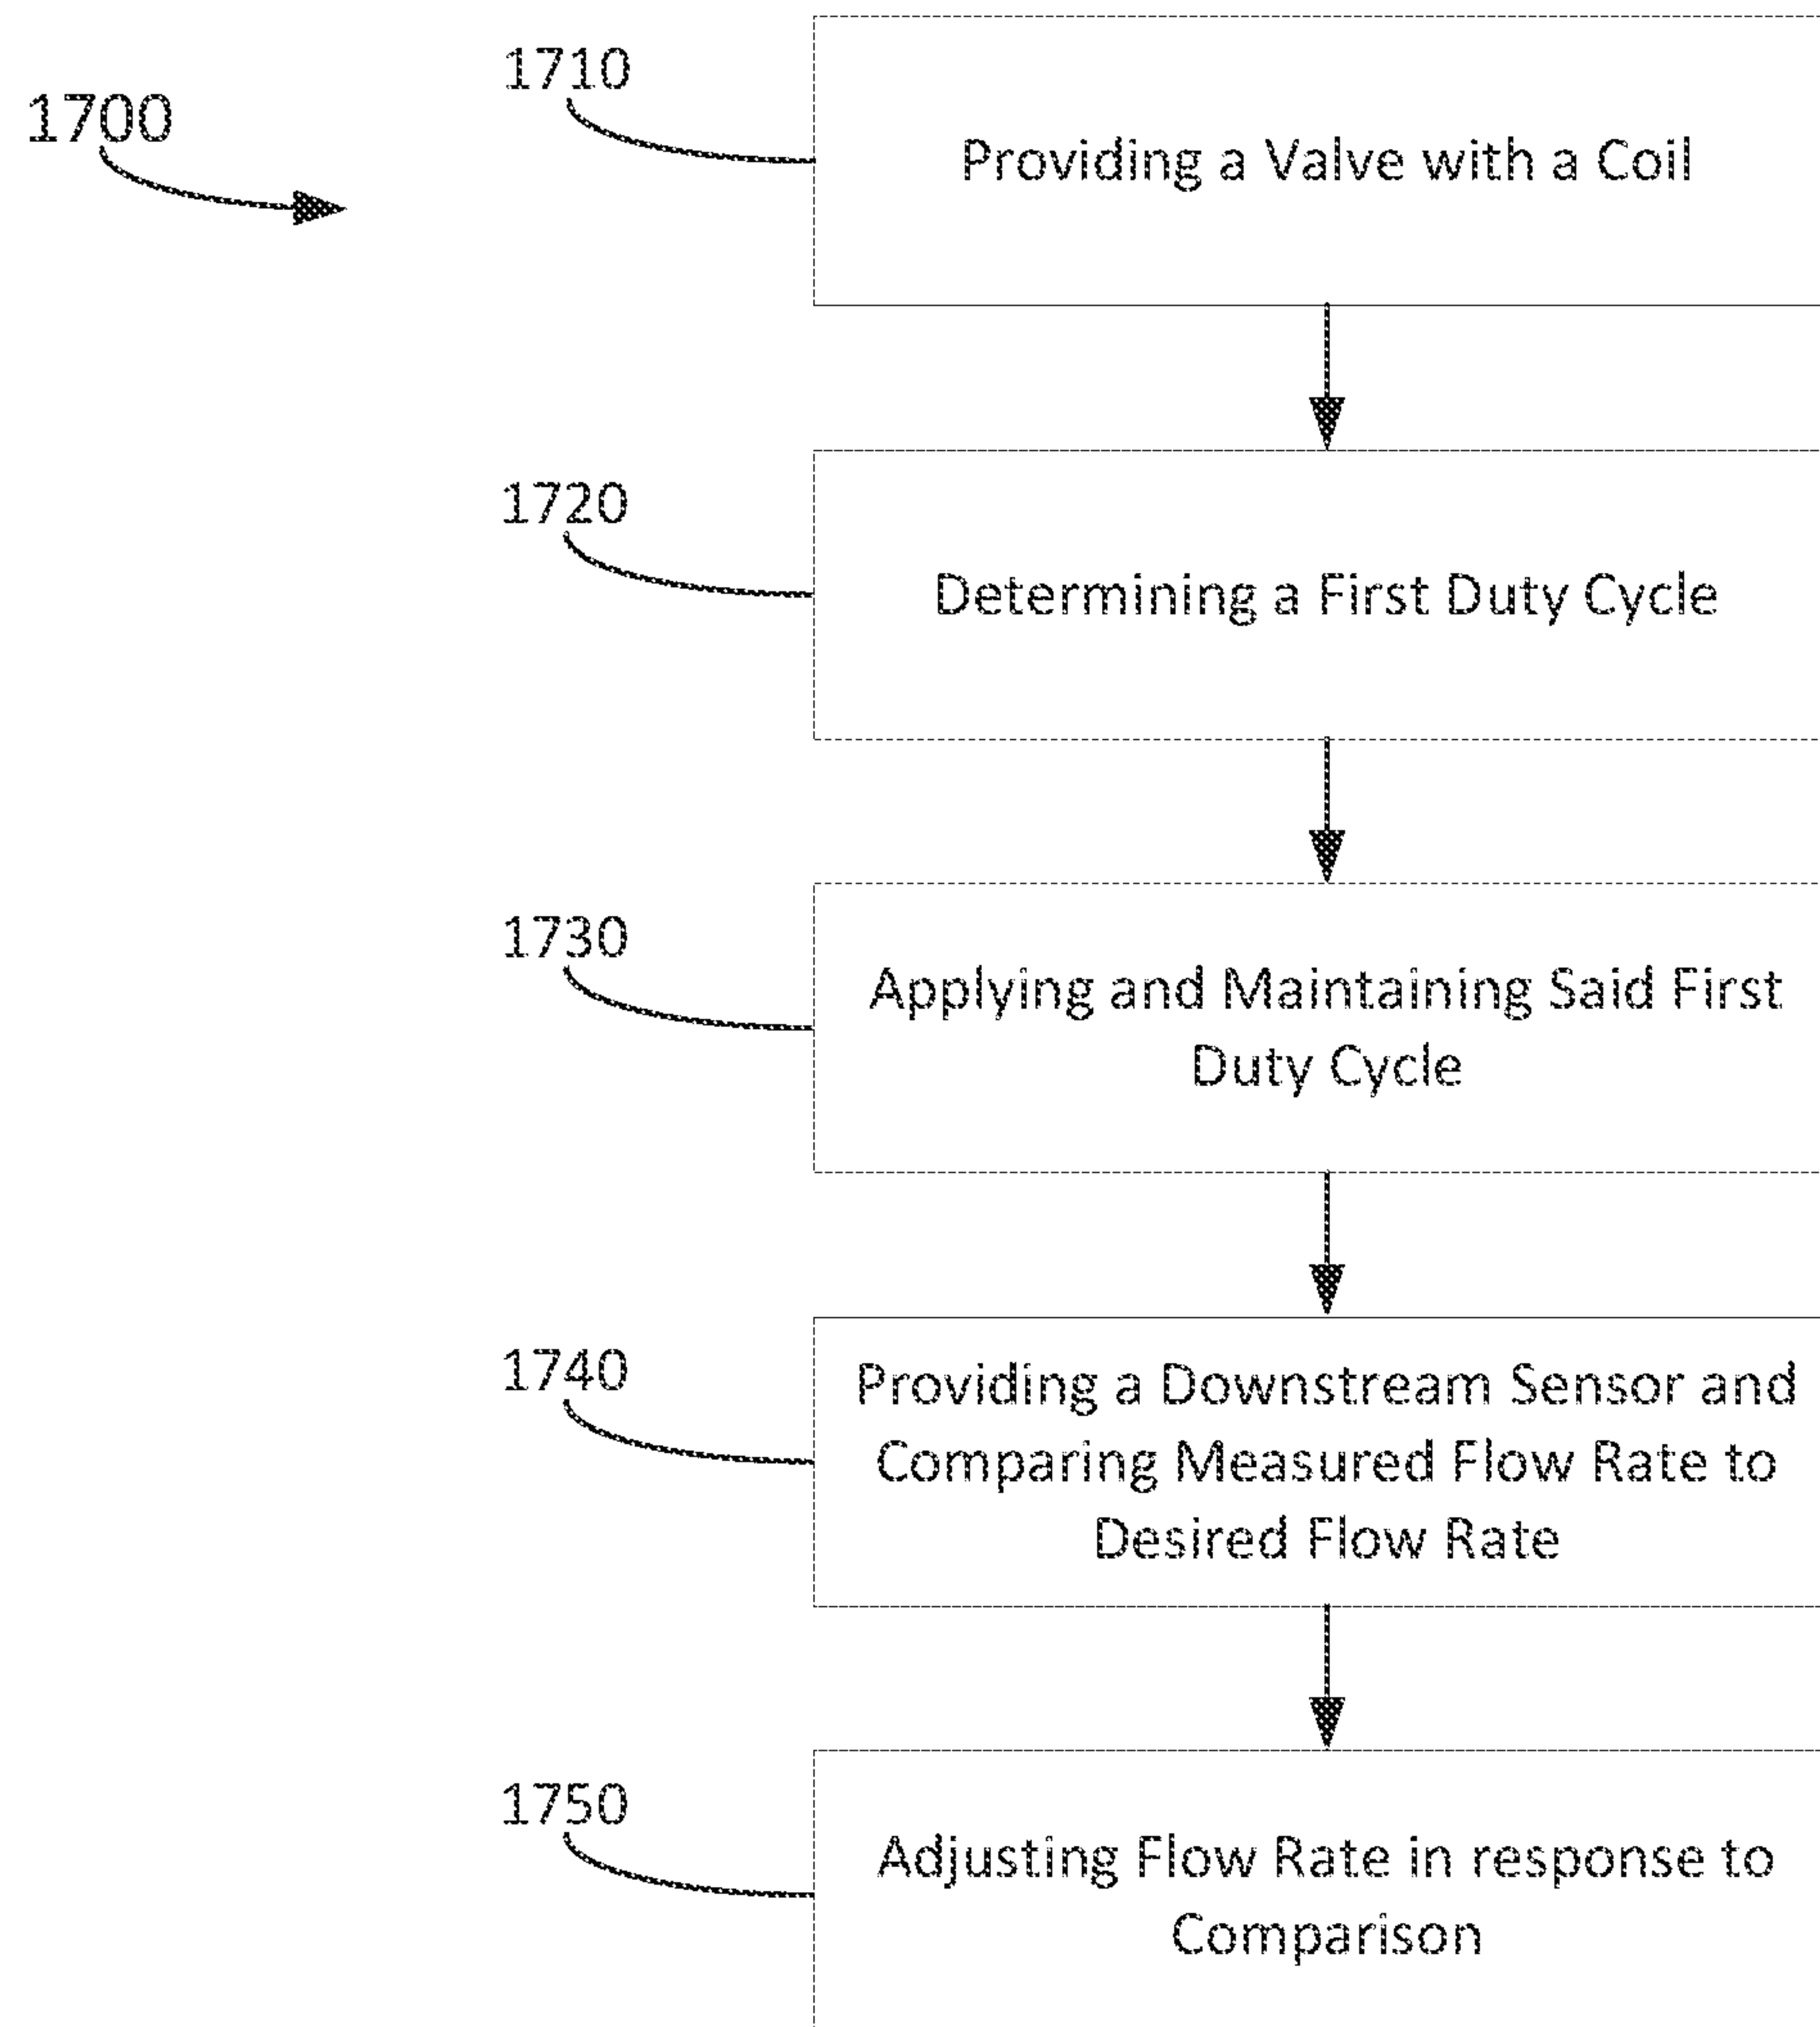 1700
1710
Providing a Valve with a Coil
1720
Determining a First Duty Cycle
1730
Applying and Maintaining Said First
Duty Cycle
1740
Providing a Downstream Sensor and
Comparing Measured Flow Rate to
Desired Flow Rate
1750
Adjusting Flow Rate in response to
Comparison